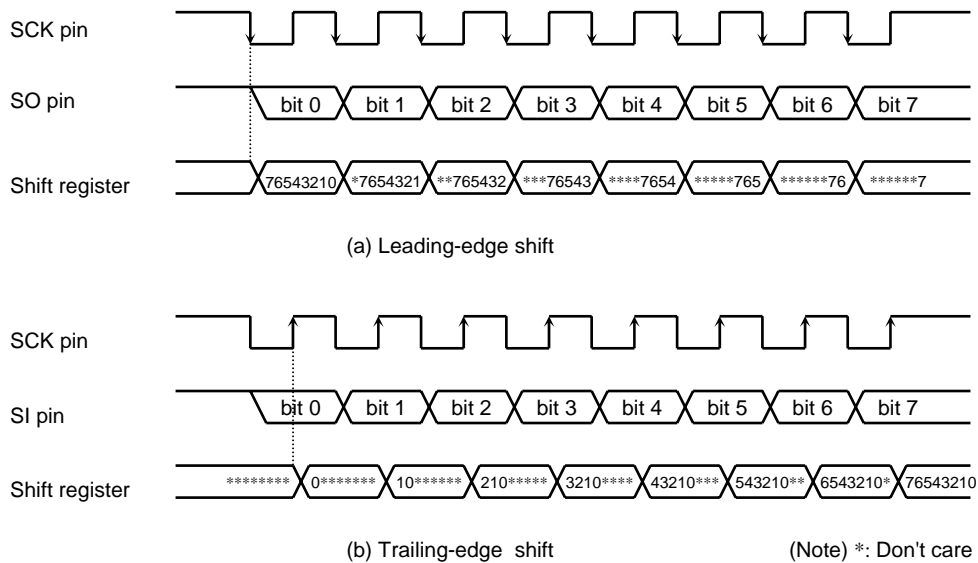 SCK pin
SO pin
bit 0 bit 1 bit 2 bit 3 bit 4 bit 5 bit 6 bit 7
Shift register
76543210 *7654321 **765432 ***76543 ****7654 *****765 ******76 ******7
(a) Leading-edge shift
SCK pin
SI pin
bit 0 bit 1 bit 2 bit 3 bit 4 bit 5 bit 6 bit 7
Shift register
******** 0******* 10****** 210***** 3210**** 43210*** 543210** 6543210* 76543210
(b) Trailing-edge shift
(Note) *: Don't care